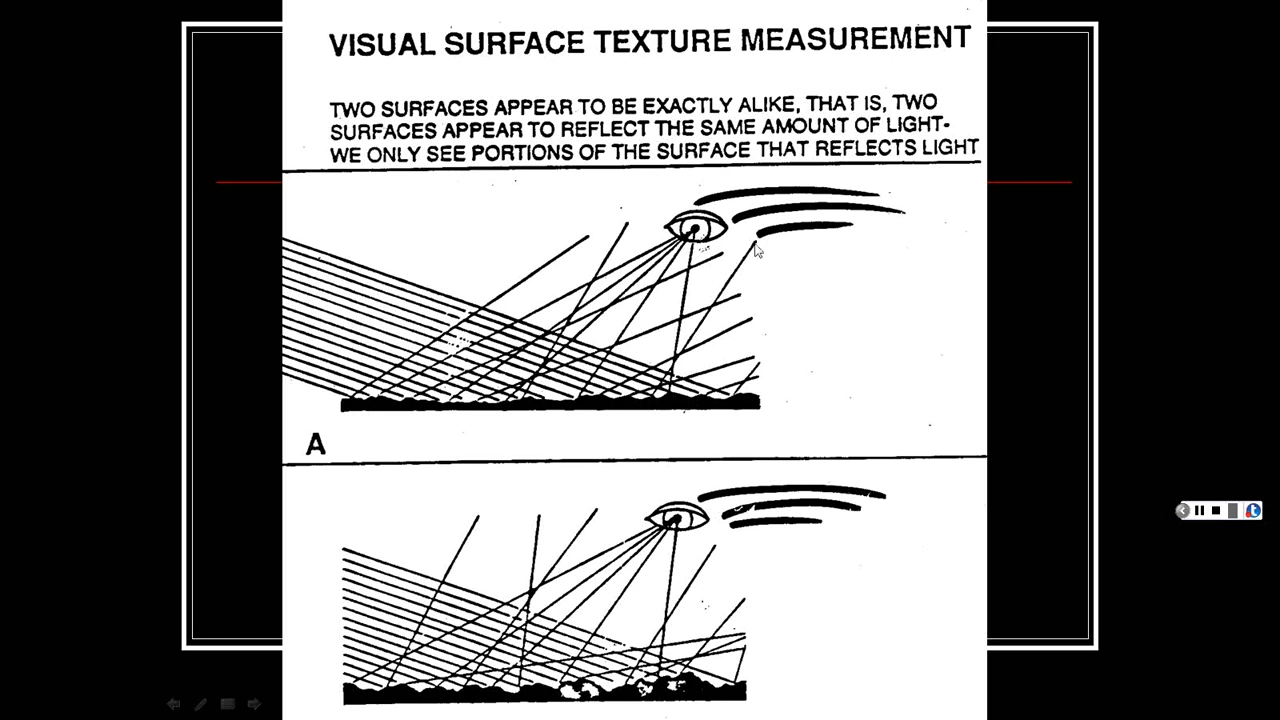 VISUAL SURFACE TEXTURE MEASUREMENT
TWO SURFACES APPEAR TO BE EXACTLY ALIKE, THAT IS, TWO
SURFACES APPEAR TO REFLECT THE SAME AMOUNT OF LIGHT-
WE ONLY SEE PORTIONS OF THE SURFACE THAT REFLECTS LIGHT
A